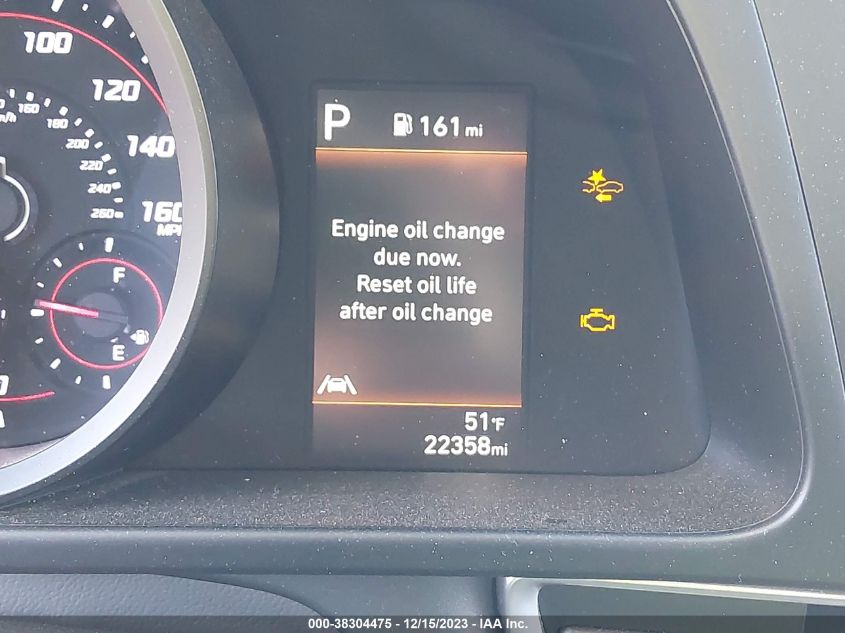 100
120
140
160
MPH
160
180
200
220
240
260
km/h
F
E
P 161 mi
Engine oil change
due now.
Reset oil life
after oil change
51°F
22358mi
000-38304475 - 12/15/2023 - IAA Inc.